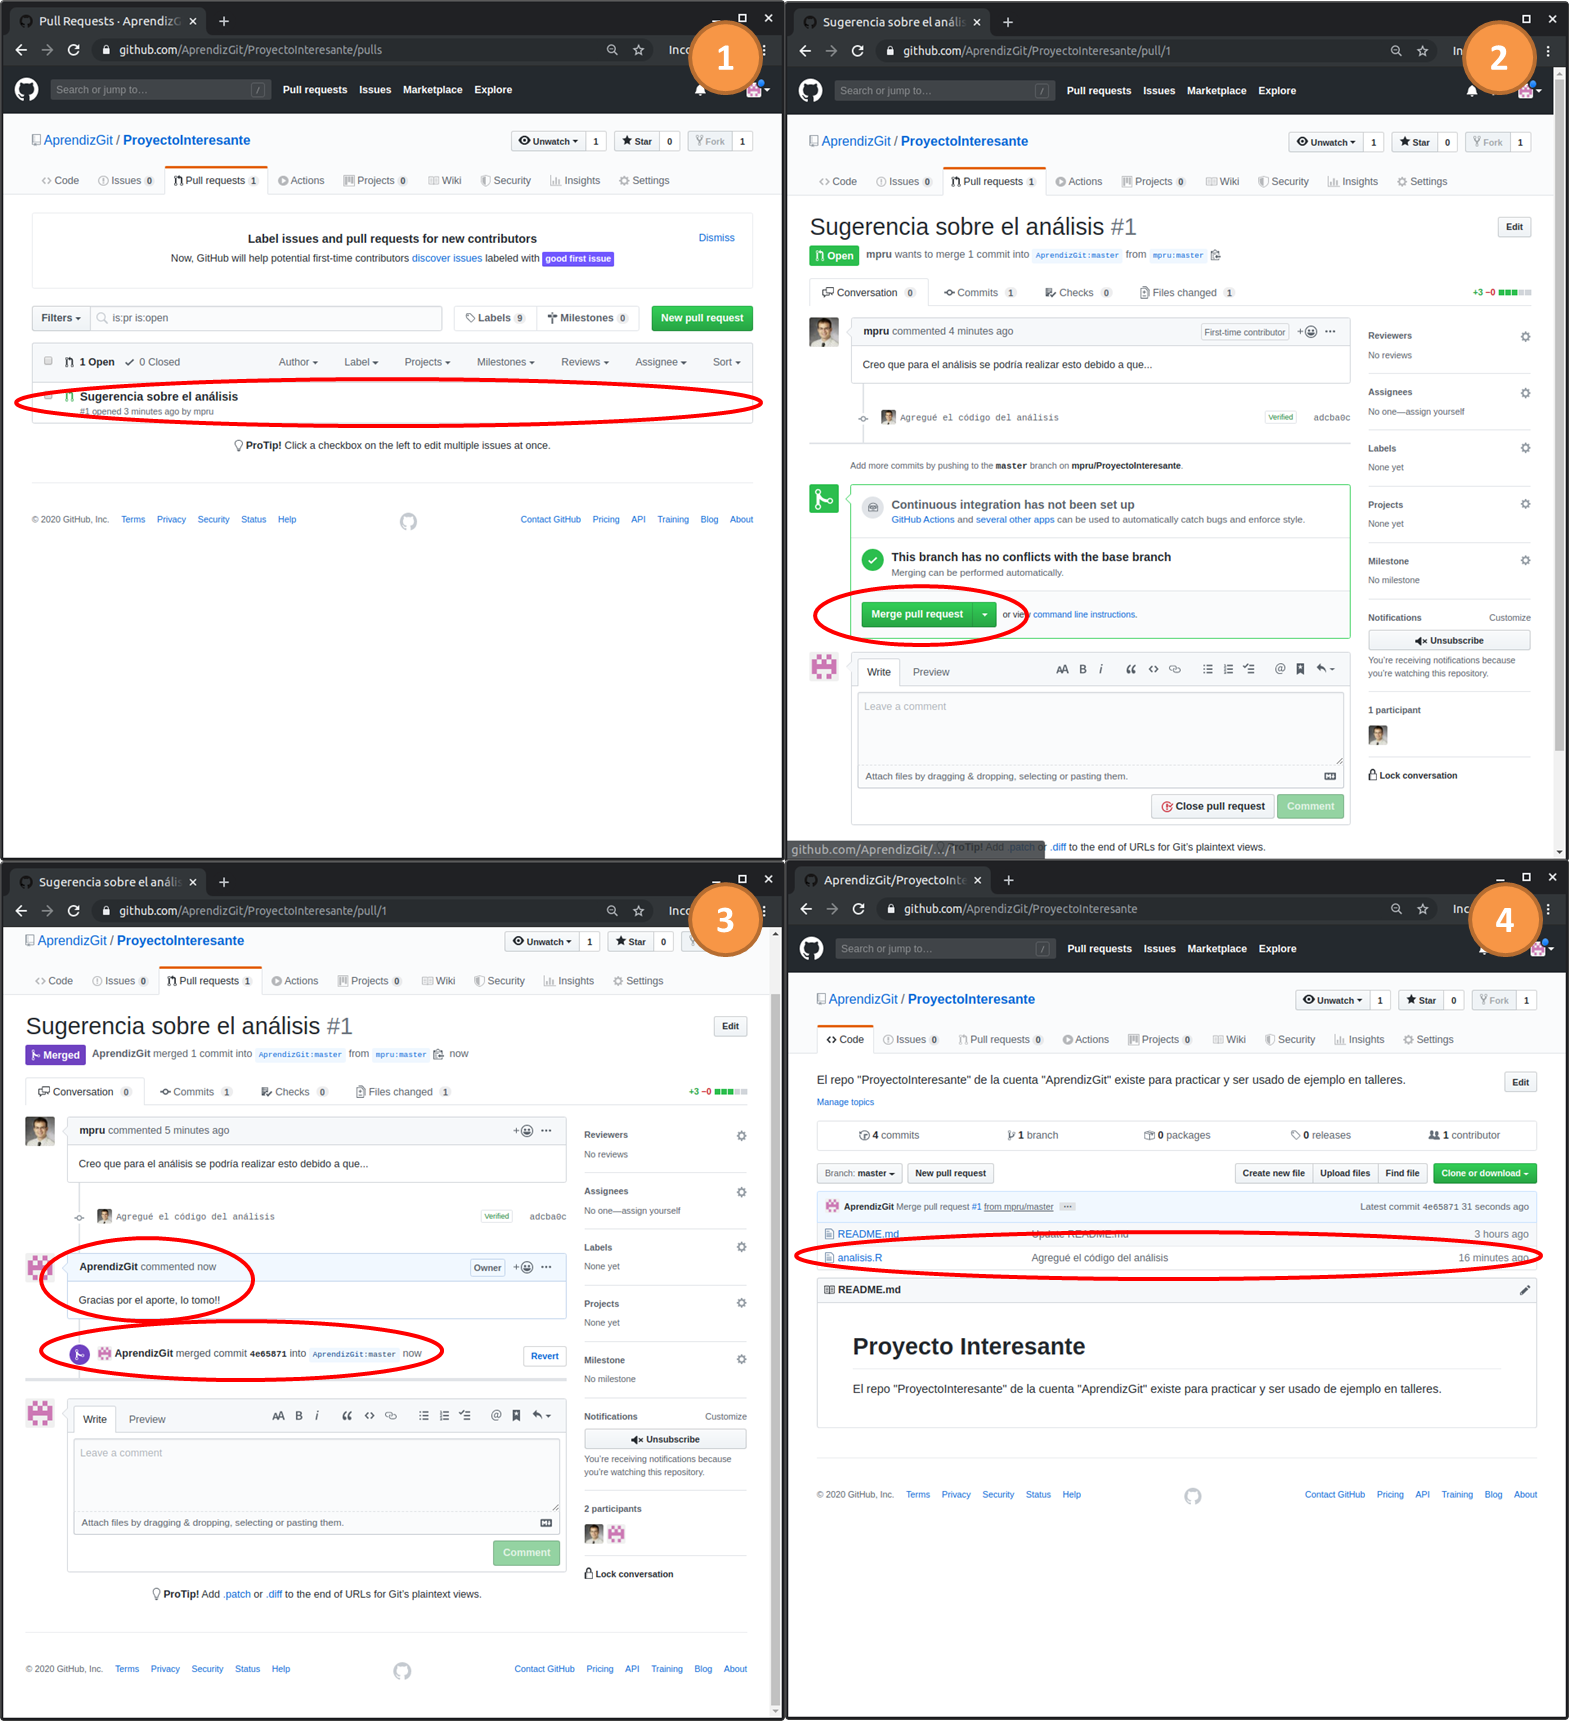 Pull Requests · AprendizG
github.com/AprendizGit/ProyectoInteresante/pulls
1
Search or jump to…
/
Pull requests Issues Marketplace Explore
AprendizGit / ProyectoInteresante
Unwatch 1 Star 0 Fork 1
Code Issues 0 Pull requests 1 Actions Projects 0 Wiki Security Insights Settings
Label issues and pull requests for new contributors
Dismiss
Now, GitHub will help potential first-time contributors discover issues labeled with good first issue
Filters is:pr is:open Labels 9 Milestones 0 New pull request
1 Open 0 Closed Author Label Projects Milestones Reviews Assignee Sort
Sugerencia sobre el análisis
#1 opened 3 minutes ago by mpru
ProTip! Click a checkbox on the left to edit multiple issues at once.
© 2020 GitHub, Inc. Terms Privacy Security Status Help Contact GitHub Pricing API Training Blog About
Sugerencia sobre el anális
github.com/AprendizGit/ProyectoInteresante/pull/1
2
Search or jump to…
/
Pull requests Issues Marketplace Explore
AprendizGit / ProyectoInteresante
Unwatch 1 Star 0 Fork 1
Code Issues 0 Pull requests 1 Actions Projects 0 Wiki Security Insights Settings
Sugerencia sobre el análisis #1
Edit
Open mpru wants to merge 1 commit into AprendizGit:master from mpru:master
Conversation 0 Commits 1 Checks 0 Files changed 1 +3 −0
mpru commented 4 minutes ago First-time contributor
Creo que para el análisis se podría realizar esto debido a que...
Agregué el código del análisis Verified adcba0c
Add more commits by pushing to the master branch on mpru/ProyectoInteresante.
Continuous integration has not been set up
GitHub Actions and several other apps can be used to automatically catch bugs and enforce style.
This branch has no conflicts with the base branch
Merging can be performed automatically.
Merge pull request or view command line instructions.
Write Preview AA B i
Leave a comment
Attach files by dragging & dropping, selecting or pasting them.
Close pull request Comment
ProTip! Add .patch or .diff to the end of URLs for Git's plaintext views.
github.com/AprendizGit/…/1
Reviewers
No reviews
Assignees
No one—assign yourself
Labels
None yet
Projects
None yet
Milestone
No milestone
Notifications Customize
Unsubscribe
You're receiving notifications because
you're watching this repository.
1 participant
Lock conversation
Sugerencia sobre el anális
github.com/AprendizGit/ProyectoInteresante/pull/1
3
AprendizGit / ProyectoInteresante
Unwatch 1 Star 0
Code Issues 0 Pull requests 1 Actions Projects 0 Wiki Security Insights Settings
Sugerencia sobre el análisis #1
Edit
Merged AprendizGit merged 1 commit into AprendizGit:master from mpru:master now
Conversation 0 Commits 1 Checks 0 Files changed 1 +3 −0
mpru commented 5 minutes ago
Creo que para el análisis se podría realizar esto debido a que...
Agregué el código del análisis Verified adcba0c
AprendizGit commented now Owner
Gracias por el aporte, lo tomo!!
AprendizGit merged commit 4e65871 into AprendizGit:master now Revert
Write Preview AA B i
Leave a comment
Attach files by dragging & dropping, selecting or pasting them.
Comment
ProTip! Add .patch or .diff to the end of URLs for Git's plaintext views.
Reviewers
No reviews
Assignees
No one—assign yourself
Labels
None yet
Projects
None yet
Milestone
No milestone
Notifications Customize
Unsubscribe
You're receiving notifications because
you're watching this repository.
2 participants
Lock conversation
© 2020 GitHub, Inc. Terms Privacy Security Status Help Contact GitHub Pricing API Training Blog About
AprendizGit/ProyectoInte
github.com/AprendizGit/ProyectoInteresante
4
Search or jump to…
/
Pull requests Issues Marketplace Explore
AprendizGit / ProyectoInteresante
Unwatch 1 Star 0 Fork 1
Code Issues 0 Pull requests 0 Actions Projects 0 Wiki Security Insights Settings
El repo "ProyectoInteresante" de la cuenta "AprendizGit" existe para practicar y ser usado de ejemplo en talleres.
Edit
Manage topics
4 commits 1 branch 0 packages 0 releases 1 contributor
Branch: master New pull request Create new file Upload files Find file Clone or download
AprendizGit Merge pull request #1 from mpru/master Latest commit 4e65871 31 seconds ago
README.md Update README.md 3 hours ago
analisis.R Agregué el código del análisis 16 minutes ago
README.md
Proyecto Interesante
El repo "ProyectoInteresante" de la cuenta "AprendizGit" existe para practicar y ser usado de ejemplo en talleres.
© 2020 GitHub, Inc. Terms Privacy Security Status Help Contact GitHub Pricing API Training Blog About